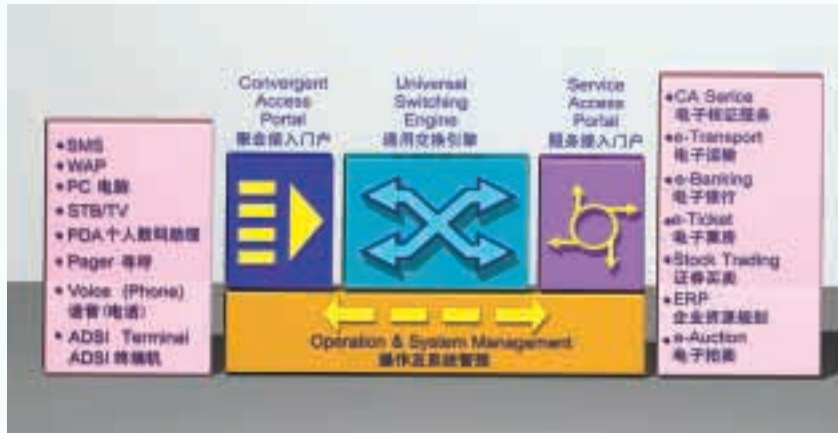 SMS
WAP
PC 电脑
STB/TV
PDA 个人数码助理
Pager 寻呼
Voice (Phone)
语音(电话)
ADSI Terminal
ADSI 终端机
Convergent
Access
Portal
聚合接入门户
Universal
Switching
Engine
通用交换引擎
Service
Access
Portal
服务接入门户
Operation & System Management
操作及系统管理
CA Serice
电子核证服务
e-Transport
电子运输
e-Banking
电子银行
e-Ticket
电子票房
Stock Trading
证券买卖
ERP
企业资源规划
e-Auction
电子拍卖